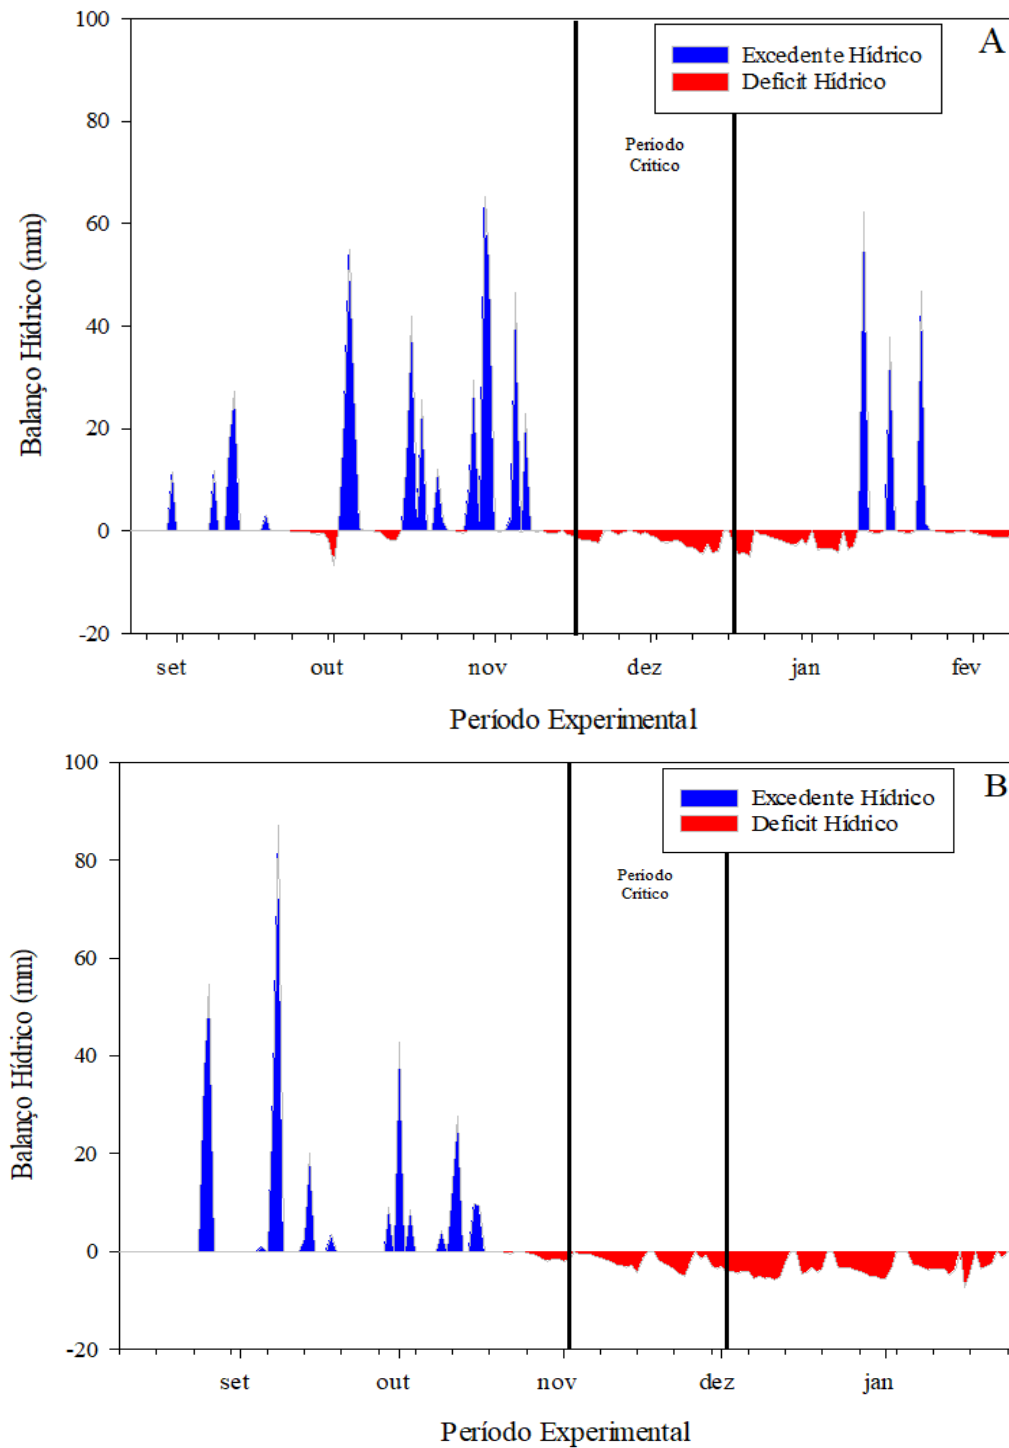 100
A
Excedente Hídrico
Deficit Hídrico
80
Período
Crítico
60
Balanço Hídrico (mm)
40
20
0
-20
set out nov dez jan fev
Período Experimental
100
B
Excedente Hídrico
Deficit Hídrico
80
Periodo
Critico
60
Balanço Hídrico (mm)
40
20
0
-20
set out nov dez jan
Período Experimental